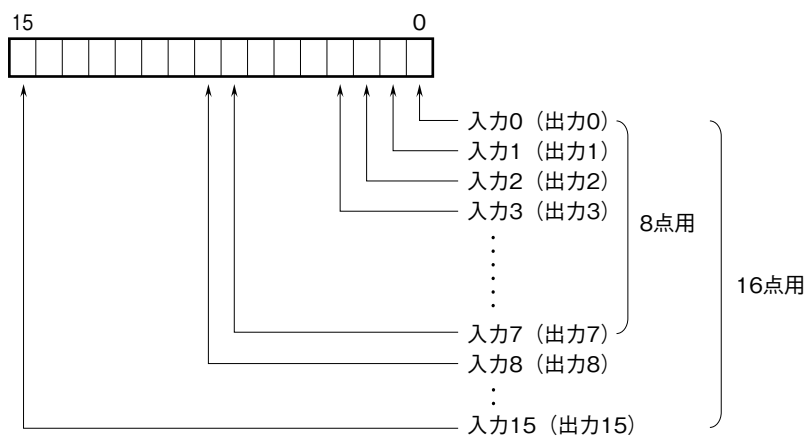 15 0
入力0（出力0）
入力1（出力1）
入力2（出力2）
入力3（出力3）
8点用
16点用
入力7（出力7）
入力8（出力8）
入力15（出力15）